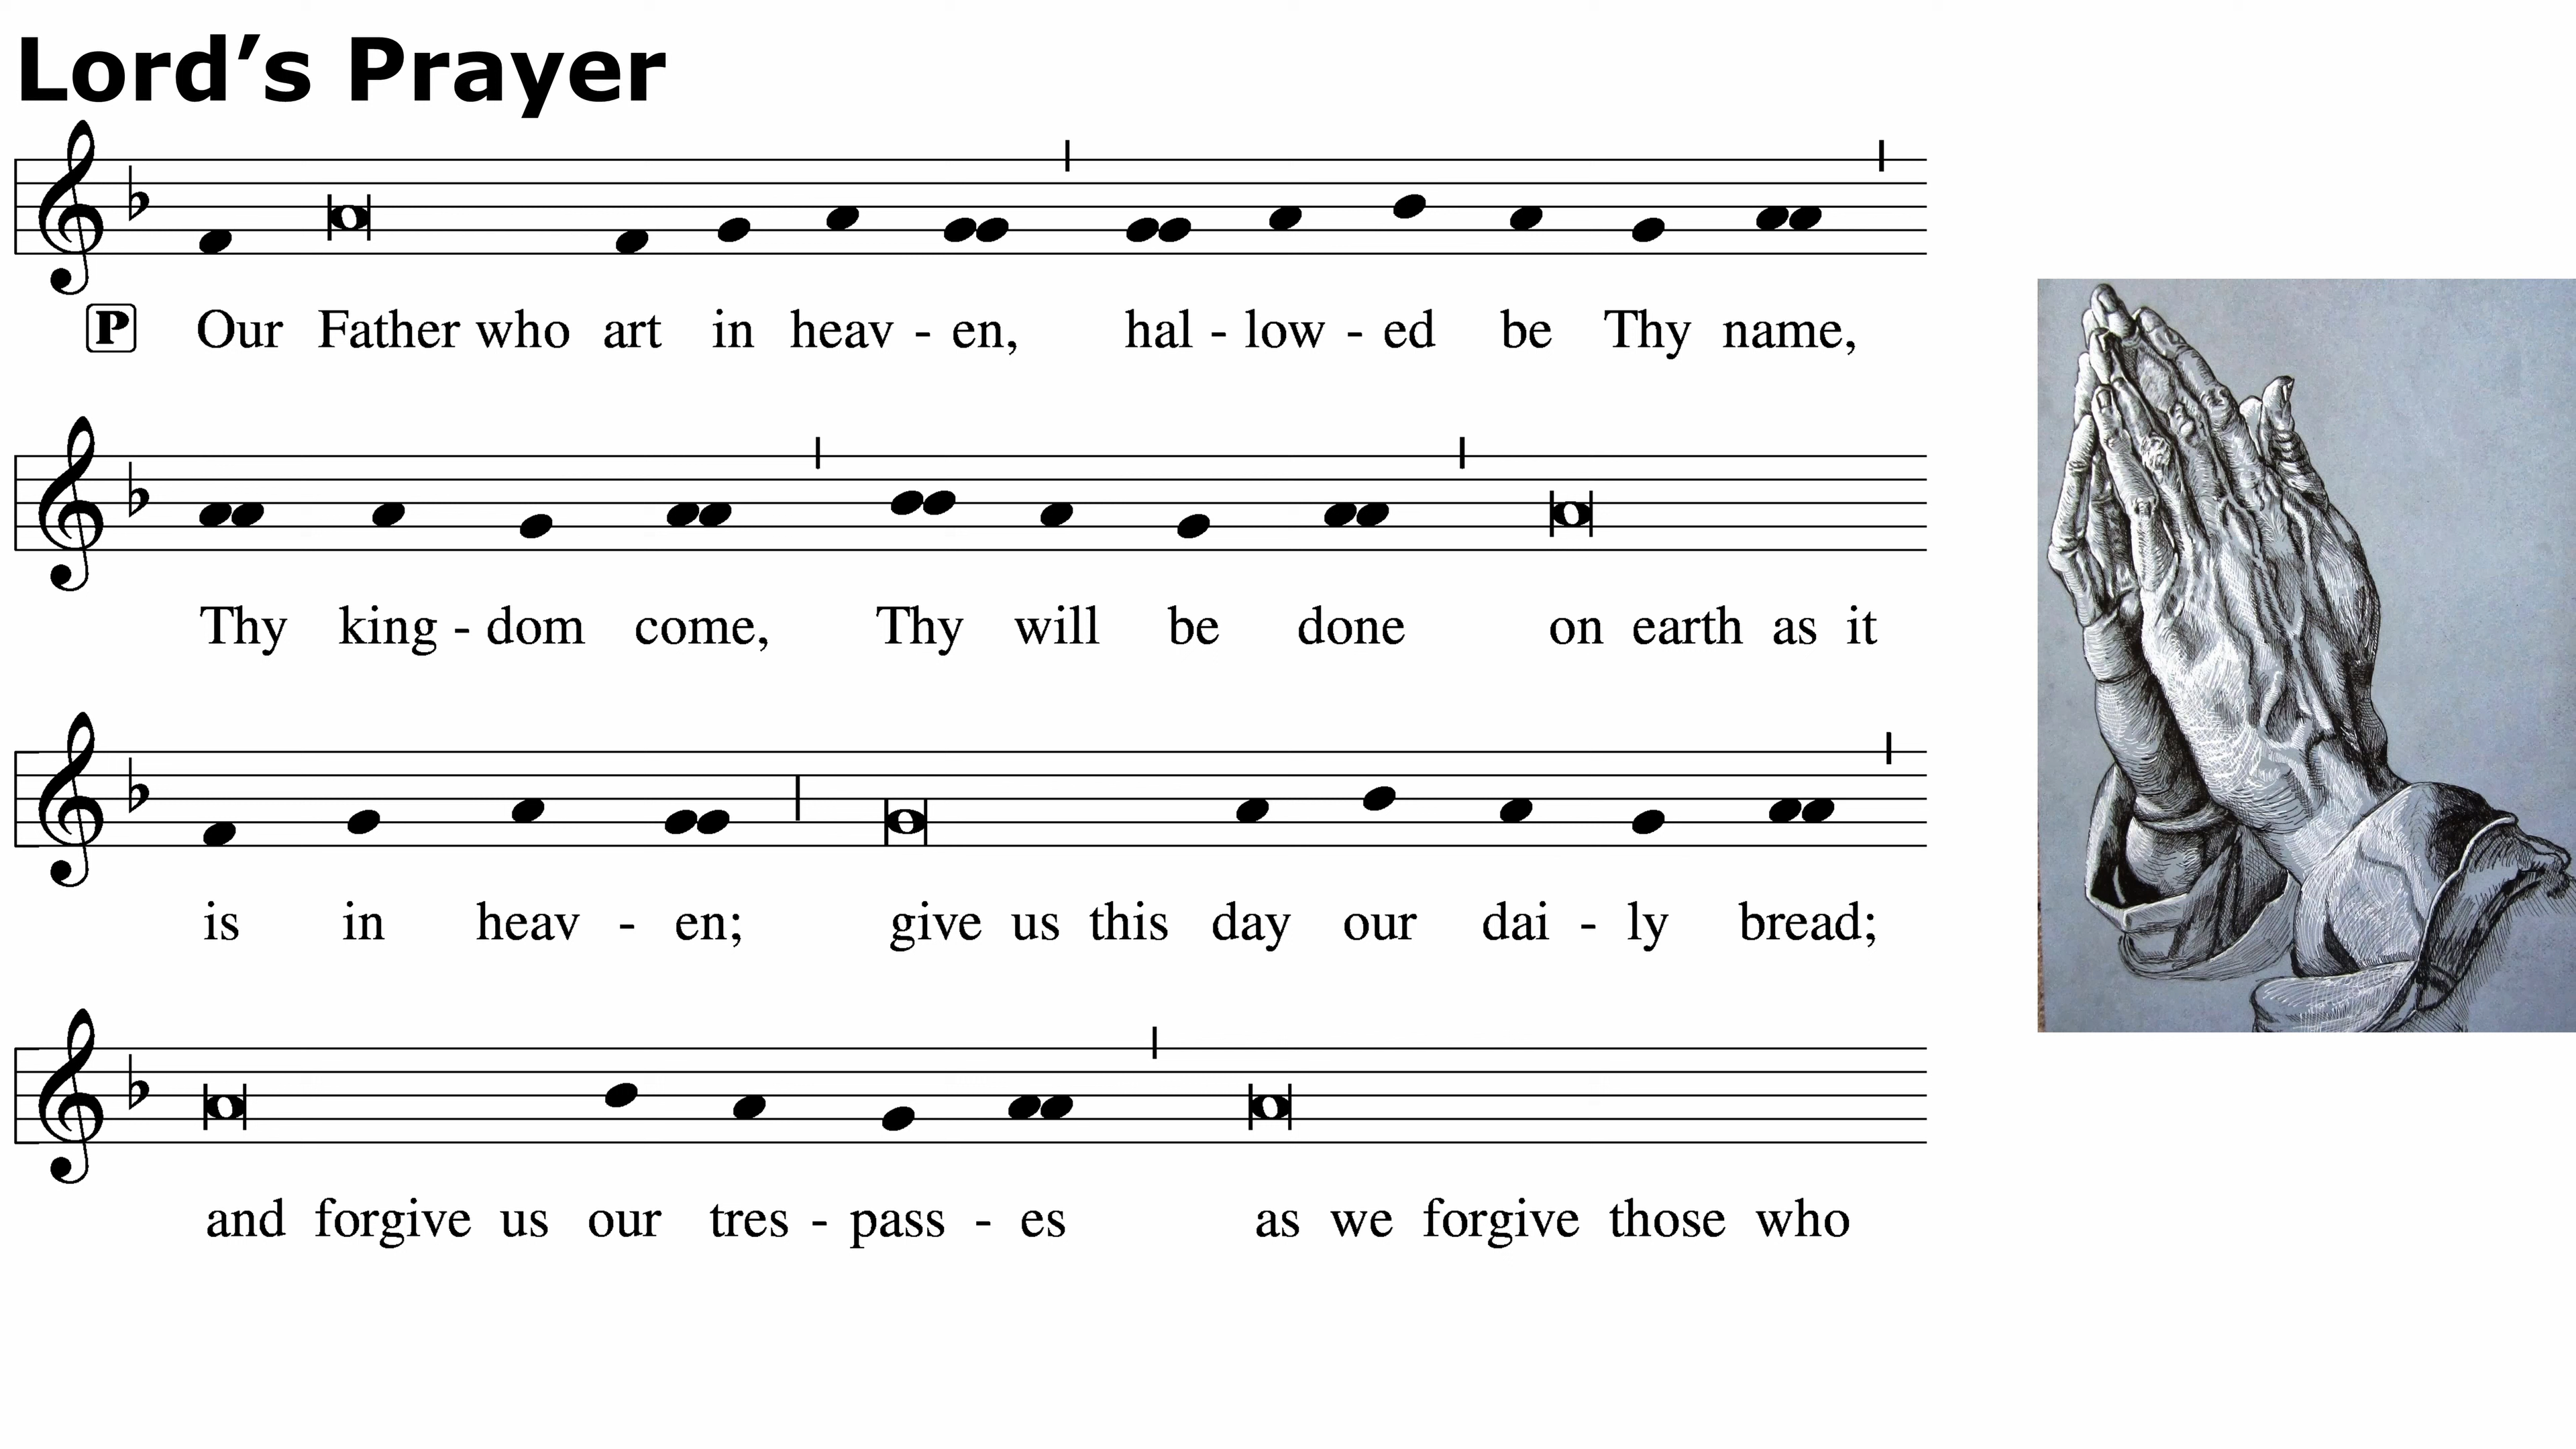 Lord’s Prayer
P Our Father who art in heav - en, hal - low - ed be Thy name,
Thy king - dom come, Thy will be done on earth as it
is in heav - en; give us this day our dai - ly bread;
and forgive us our tres - pass - es as we forgive those who